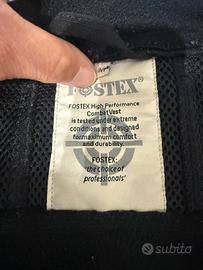 FOSTEX®
FOSTEX High Performance
CombatVest
is tested under extreme
conditions and designed
for maximum comfort
and durability.
FOSTEX:
'the choice of
professionals'
subito